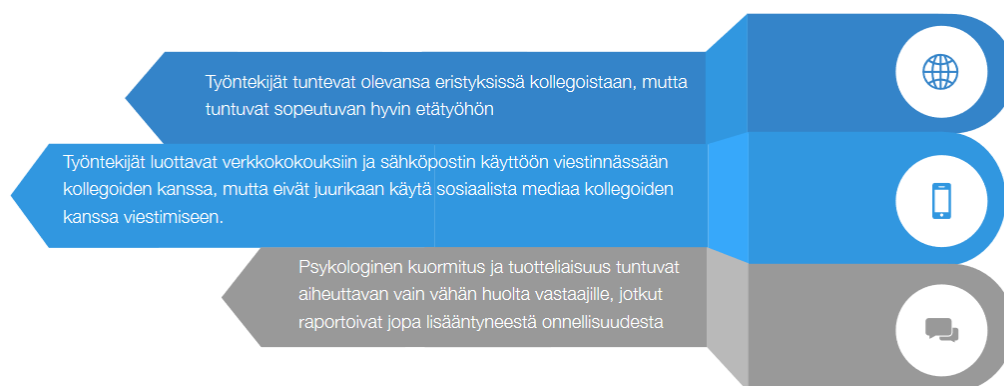 Työntekijät tuntevat olevansa eristyksissä kollegoistaan, mutta
tuntuvat sopeutuvan hyvin etätyöhön
Työntekijät luottavat verkkokokouksiin ja sähköpostin käyttöön viestinnässään
kollegoiden kanssa, mutta eivät juurikaan käytä sosiaalista mediaa kollegoiden
kanssa viestimiseen.
Psykologinen kuormitus ja tuotteliaisuus tuntuvat
aiheuttavan vain vähän huolta vastaajille, jotkut
raportoivat jopa lisääntyneestä onnellisuudesta